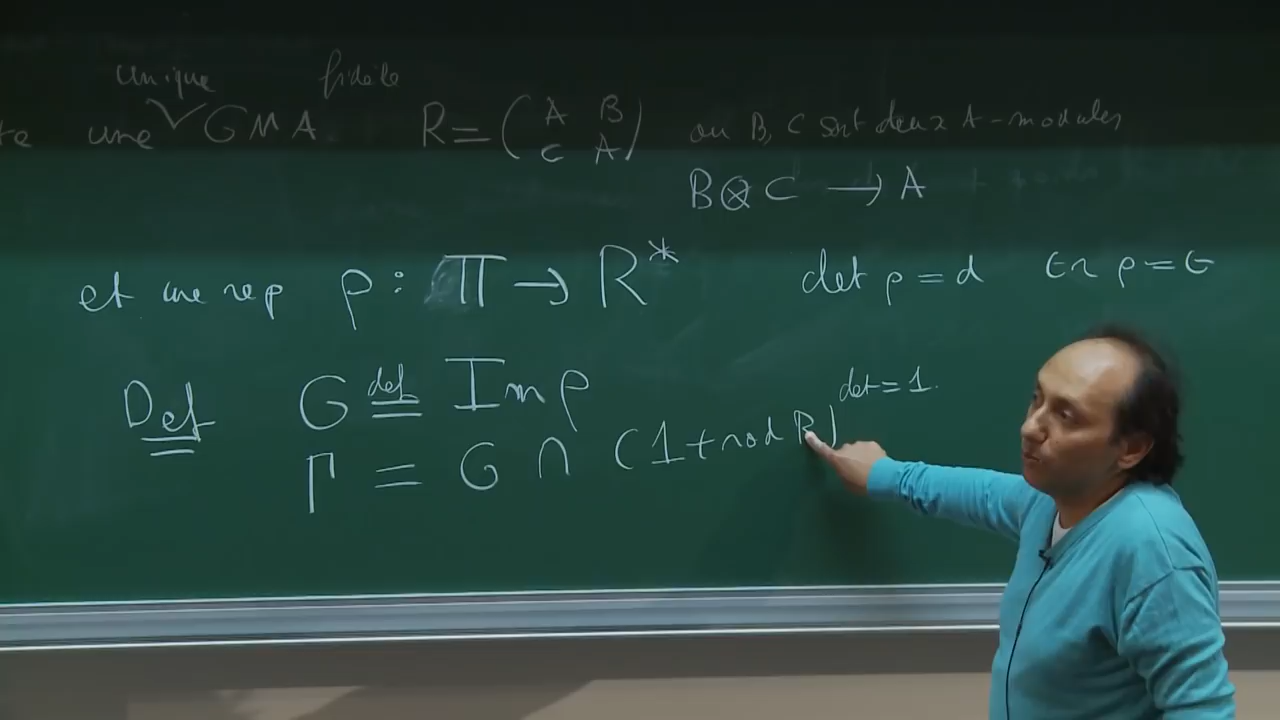 unique fidèle
te une GMA. R = (A B C A) où B, C sont deux A-modules
B ⊗ C → A
et une rep ρ : Π → R* det ρ = d tr ρ = t
Def G def= Im ρ
Γ = G ∩ (1 + rad R)^det=1.